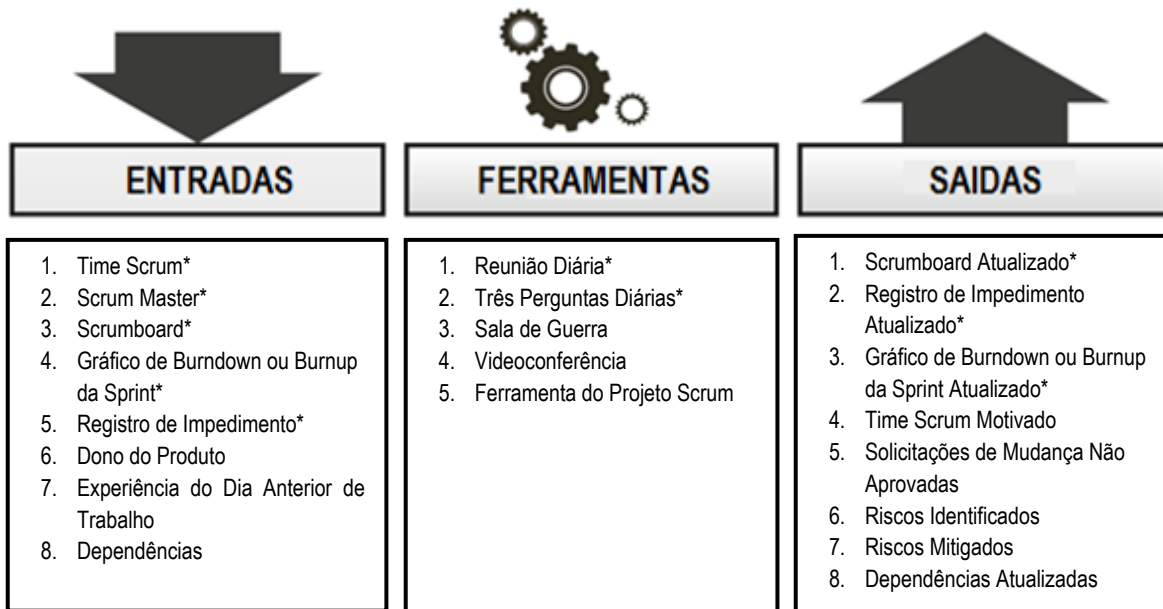 ENTRADAS
1. Time Scrum*
2. Scrum Master*
3. Scrumboard*
4. Gráfico de Burndown ou Burnup
da Sprint*
5. Registro de Impedimento*
6. Dono do Produto
7. Experiência do Dia Anterior de
Trabalho
8. Dependências
FERRAMENTAS
1. Reunião Diária*
2. Três Perguntas Diárias*
3. Sala de Guerra
4. Videoconferência
5. Ferramenta do Projeto Scrum
SAIDAS
1. Scrumboard Atualizado*
2. Registro de Impedimento
Atualizado*
3. Gráfico de Burndown ou Burnup
da Sprint Atualizado*
4. Time Scrum Motivado
5. Solicitações de Mudança Não
Aprovadas
6. Riscos Identificados
7. Riscos Mitigados
8. Dependências Atualizadas